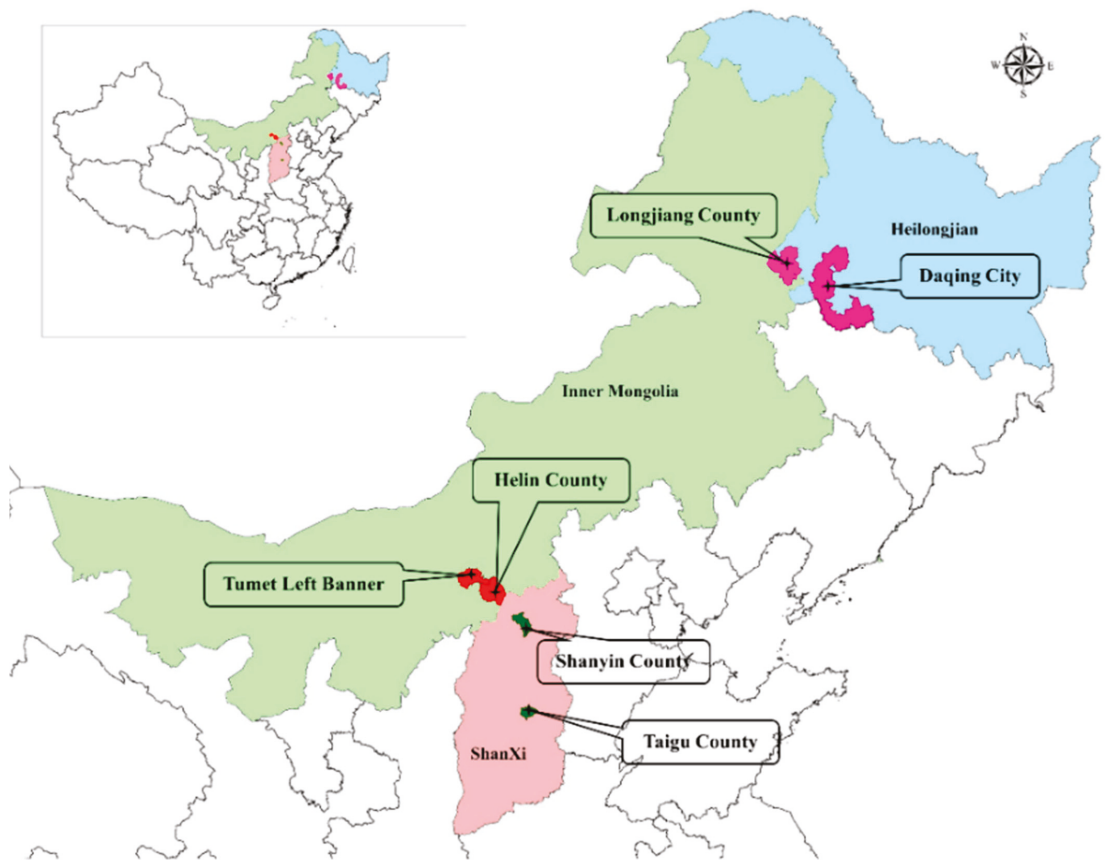 N
W
E
S
Longjiang County
Heilongjian
Daqing City
Inner Mongolia
Helin County
Tumet Left Banner
Shanyin County
Taigu County
ShanXi